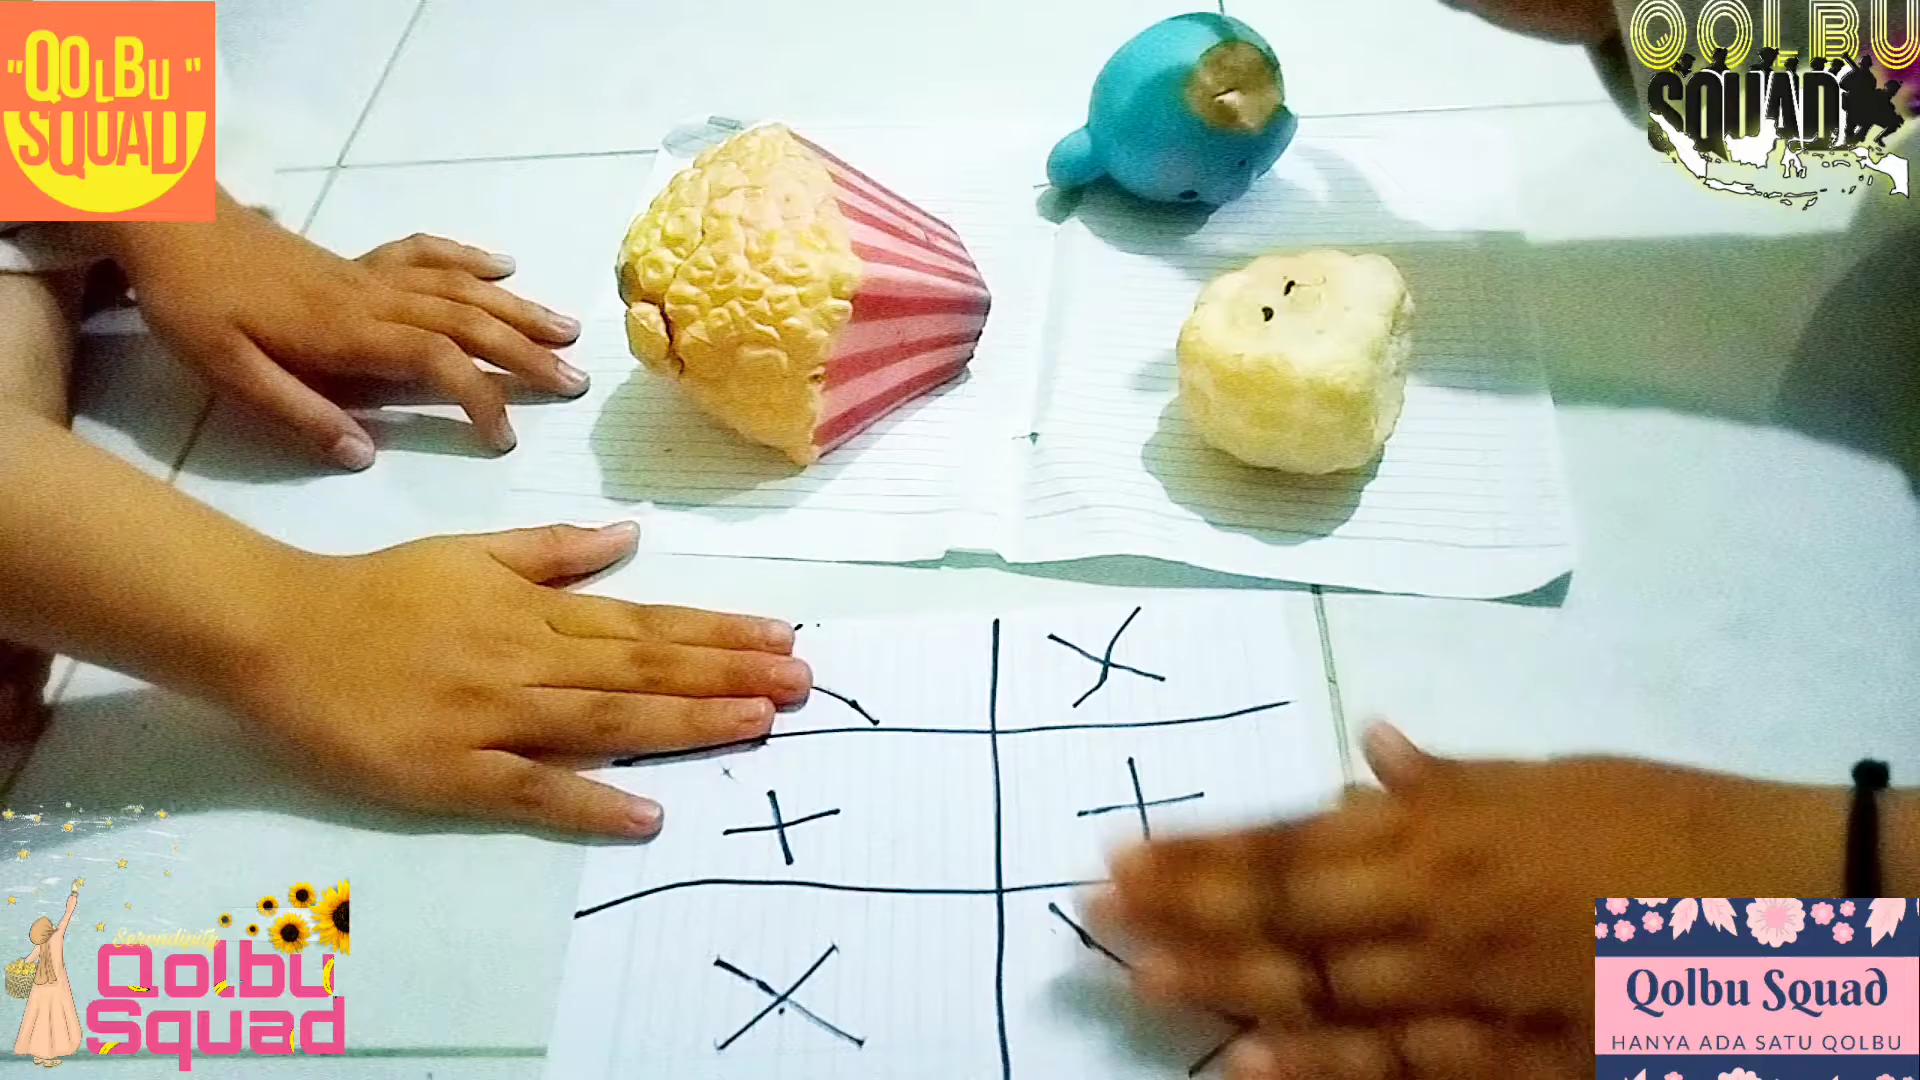 "QOLBU"
SQUAD
QOLBU
SQUAD
Serendipity
Qolbu
Squad
Qolbu Squad
HANYA ADA SATU QOLBU